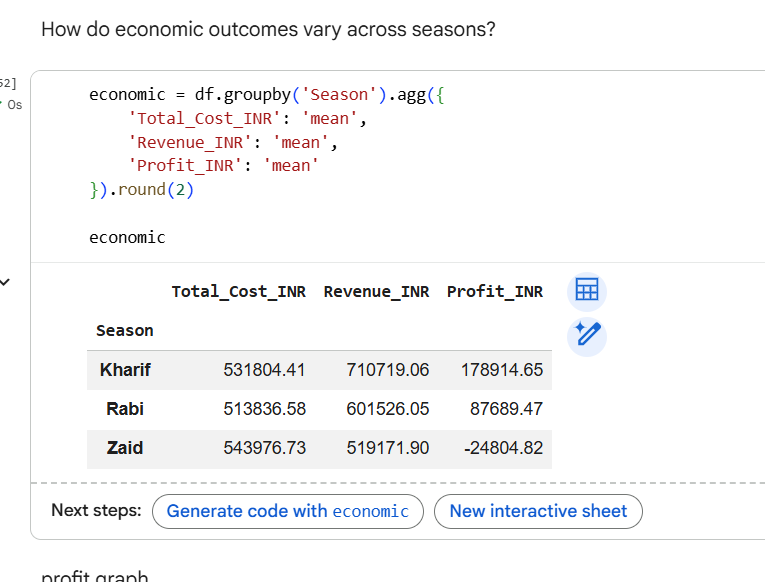 How do economic outcomes vary across seasons?
52]
0s
economic = df.groupby('Season').agg({
'Total_Cost_INR': 'mean',
'Revenue_INR': 'mean',
'Profit_INR': 'mean'
}).round(2)
economic
Total_Cost_INR Revenue_INR Profit_INR
Season
Kharif 531804.41 710719.06 178914.65
Rabi 513836.58 601526.05 87689.47
Zaid 543976.73 519171.90 -24804.82
Next steps: Generate code with economic New interactive sheet
profit graph